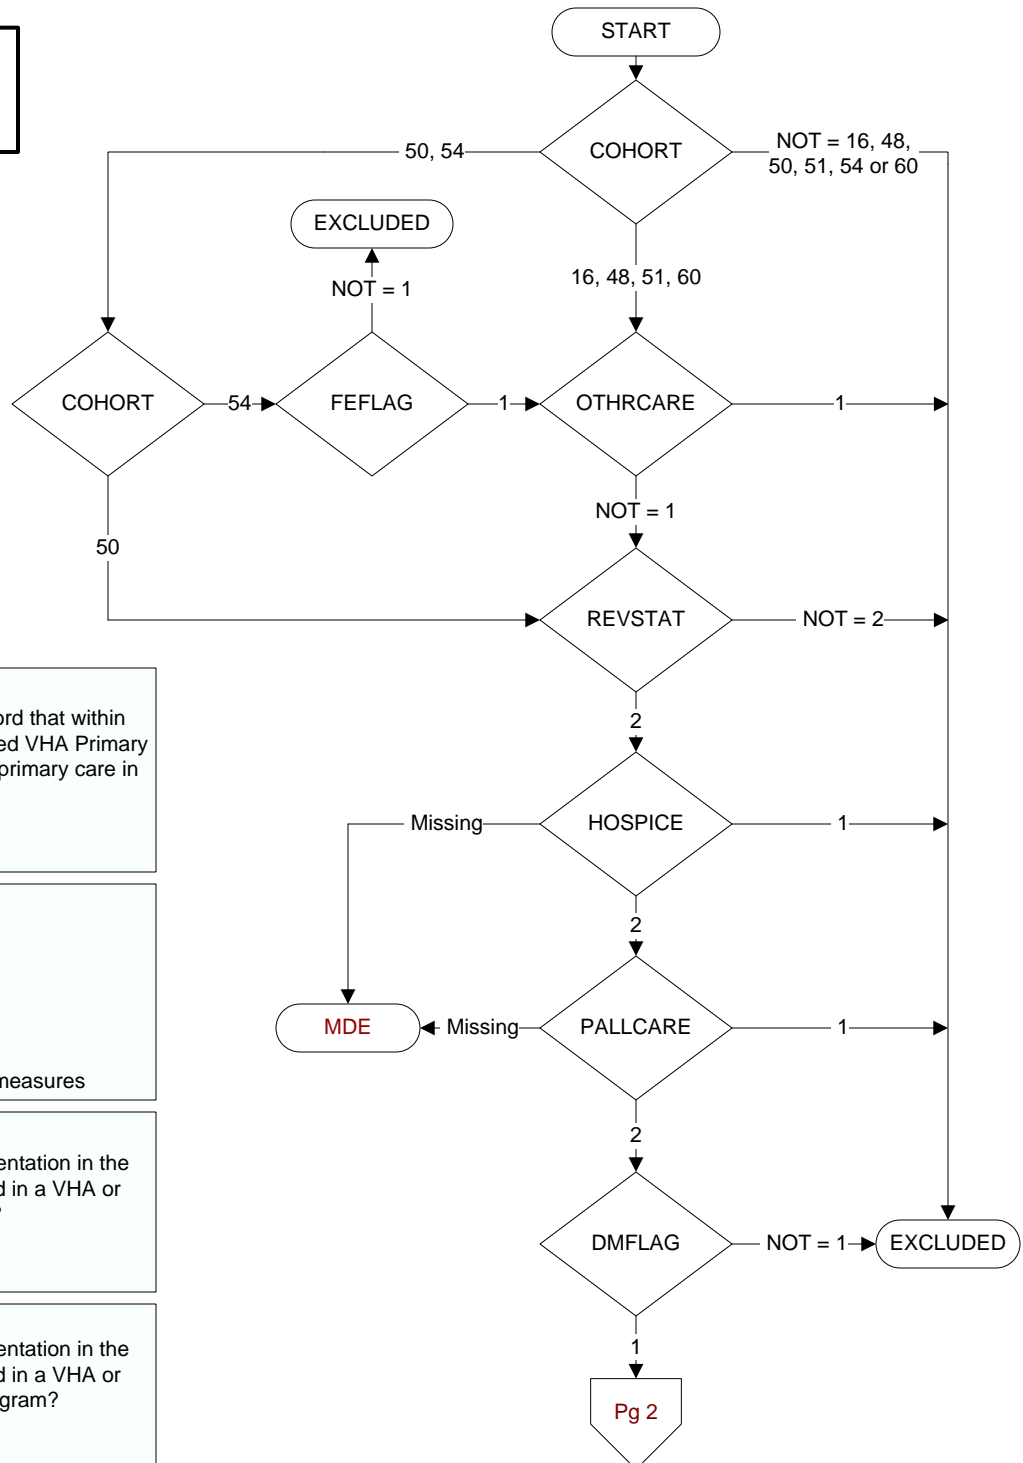 START
COHORT
50, 54
NOT = 16, 48,
50, 51, 54 or 60
EXCLUDED
NOT = 1
16, 48, 51, 60
COHORT
54
FEFLAG
1
OTHRCARE
1
NOT = 1
50
REVSTAT
NOT = 2
2
ord that within
ed VHA Primary
primary care in
Missing
HOSPICE
1
2
MDE
Missing
PALLCARE
1
measures
2
entation in the
d in a VHA or
DMFLAG
NOT = 1
EXCLUDED
1
entation in the
d in a VHA or
gram?
Pg 2